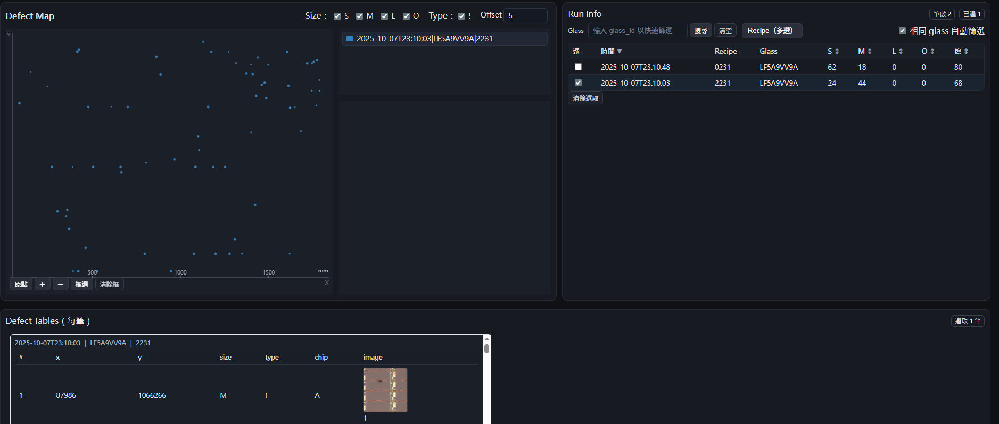 Defect Map
Size： S M L O Type： ! Offset 5
Y
2025-10-07T23:10:03|LF5A9VV9A|2231
500 1000 1500 mm
X
原點 + − 框選 清除框
Run Info 筆數 2 已選 1
Glass 輸入 glass_id 以快速篩選 搜尋 清空 Recipe（多選） 相同 glass 自動篩選
選 時間 ▼ Recipe Glass S ↕ M ↕ L ↕ O ↕ 總 ↕
2025-10-07T23:10:48 0231 LF5A9VV9A 62 18 0 0 80
2025-10-07T23:10:03 2231 LF5A9VV9A 24 44 0 0 68
清除選取
Defect Tables（每筆） 選取 1 筆
2025-10-07T23:10:03 | LF5A9VV9A | 2231
# x y size type chip image
1 87986 1066266 M ! A
1